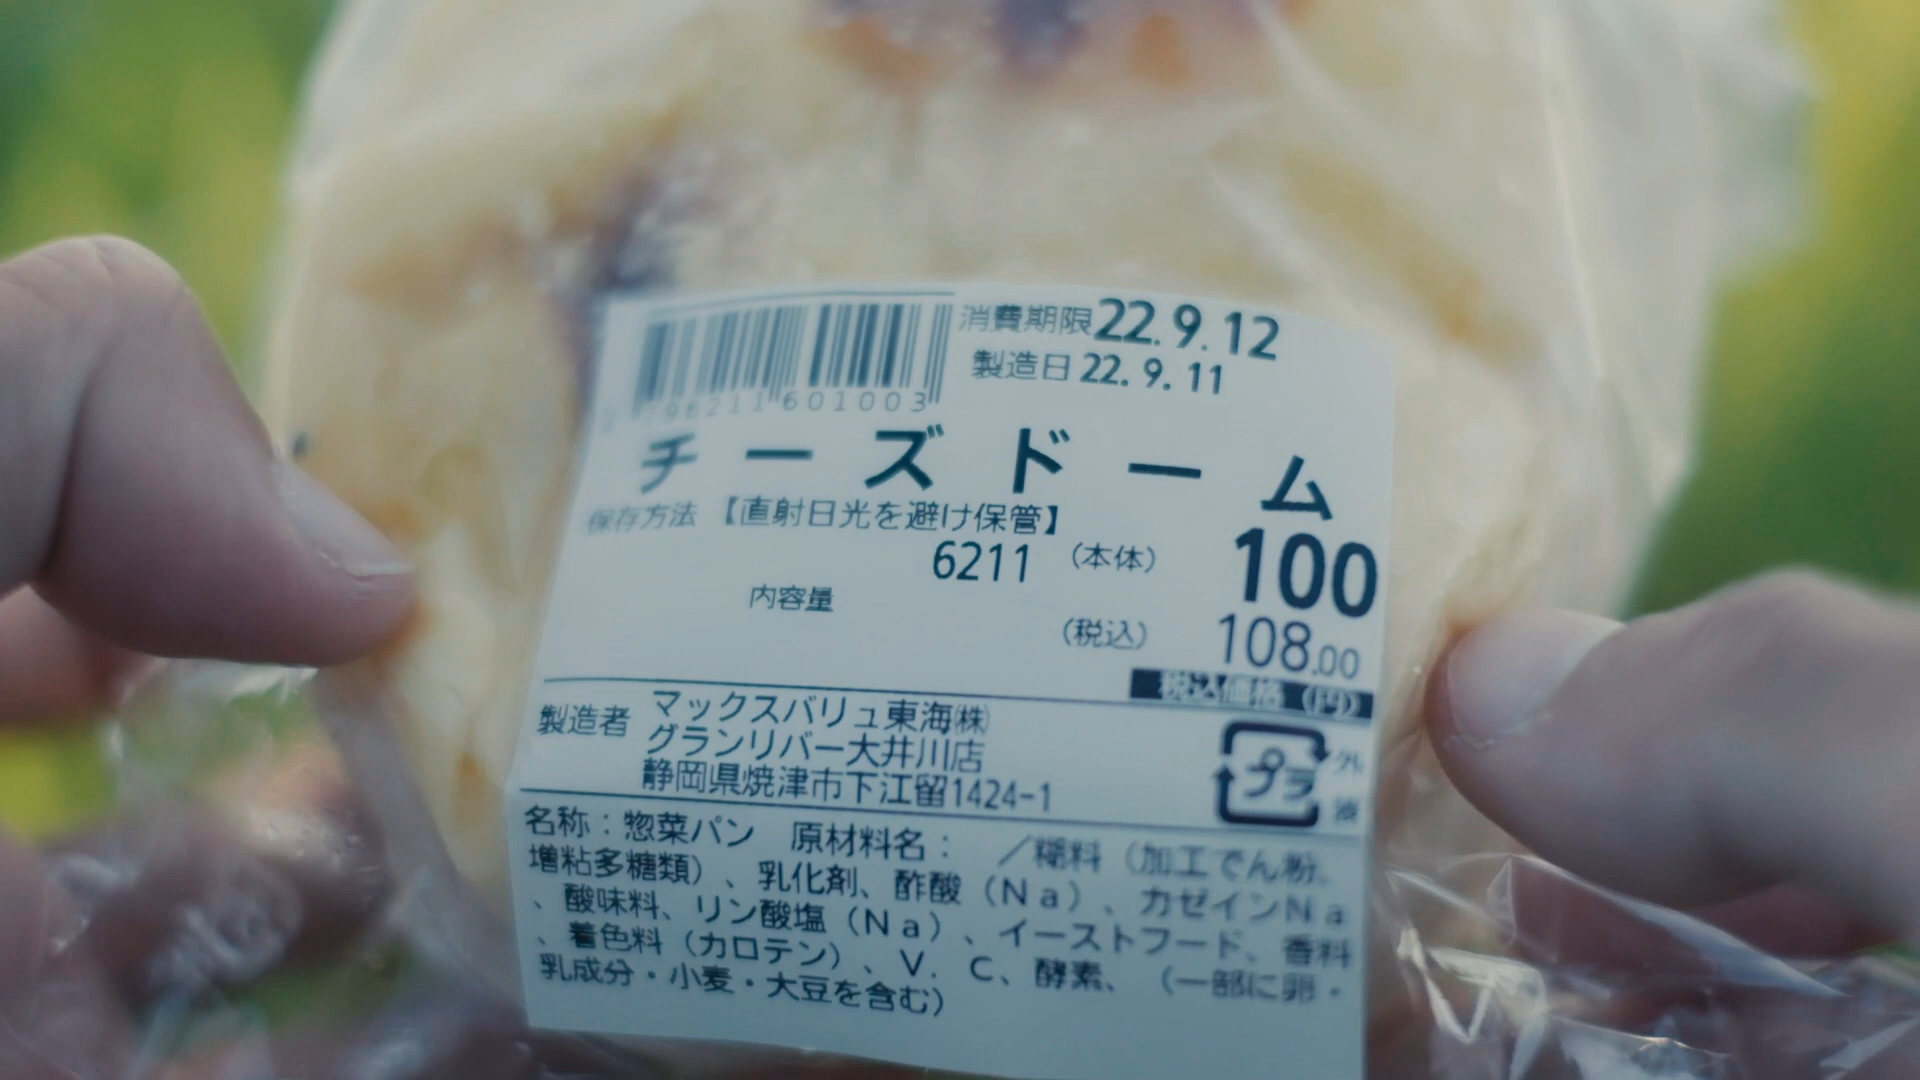 消費期限 22.9.12
製造日 22.9.11
96211 601003
チーズドーム
保存方法 【直射日光を避け保管】
6211 (本体) 100
内容量
(税込) 108.00
税込価格 (円)
製造者 マックスバリュ東海㈱
グランリバー大井川店
静岡県焼津市下江留1424-1
プラ 外
名称：惣菜パン 原材料名： ／糊料（加工でん粉、
増粘多糖類）、乳化剤、酢酸（Na）、カゼインNa
、酸味料、リン酸塩（Na）、イーストフード、香料
、着色料（カロテン）、V．C、酵素、（一部に卵・
乳成分・小麦・大豆を含む）